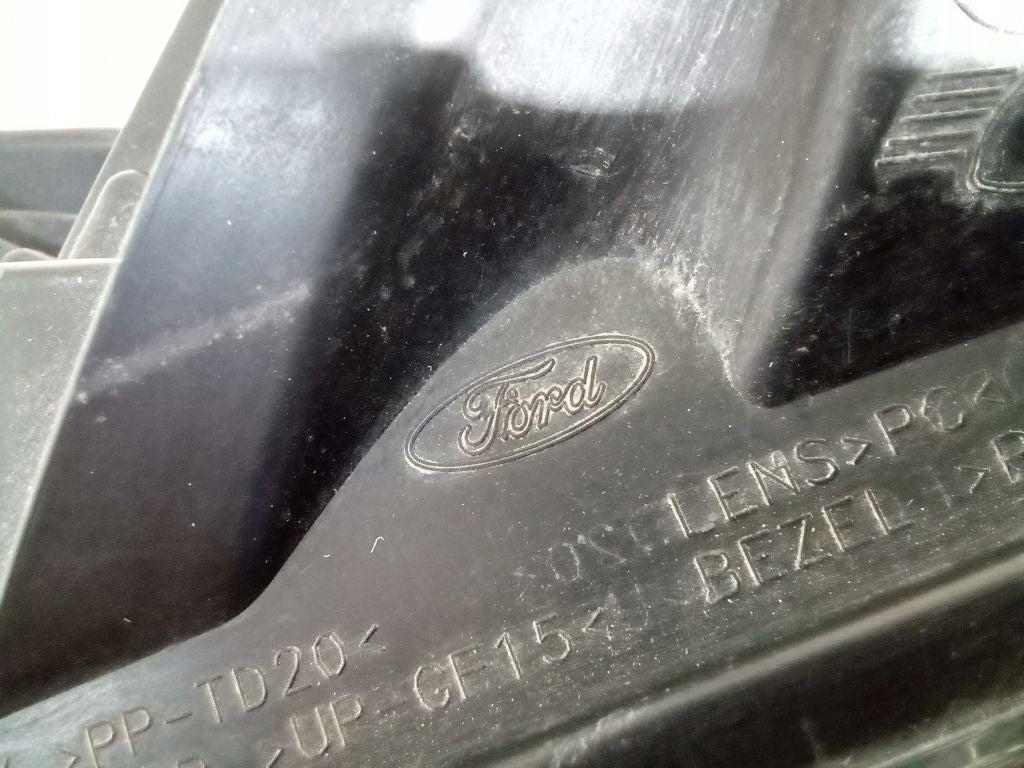 Ford
LENS>PC<
BEZEL >P
>PP-TD20<
<UP-GF15<